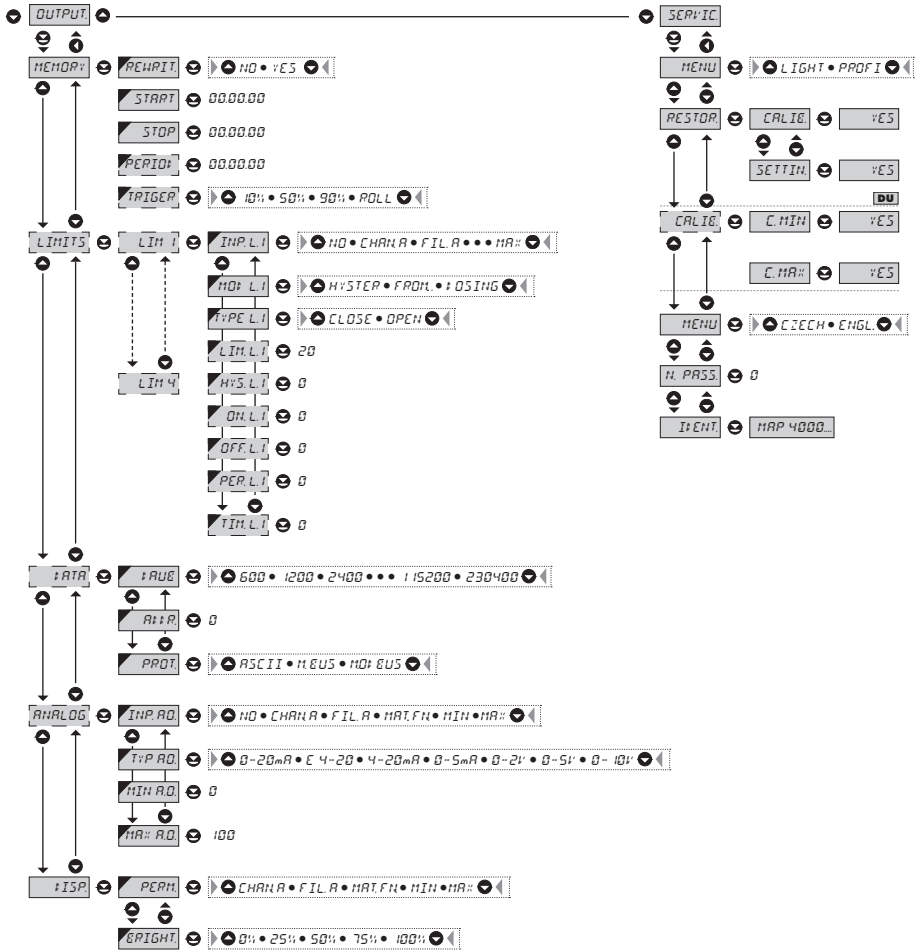 OUTPUT.
MEMORY REWRIT. NO • YES
START 00.00.00
STOP 00.00.00
PERIOD 00.00.00
TRIGER 10% • 50% • 90% • ROLL
LIMITS LIM 1 INP. L.1 NO • CHAN.A • FIL. A • • • MAX
MOD L.1 HYSTER • FROM. • DOSING
TYPE L.1 CLOSE • OPEN
LIM. L.1 20
LIM 4 HYS. L.1 0
ON. L.1 0
OFF. L.1 0
PER. L.1 0
TIM. L.1 0
DATA BAUD 600 • 1200 • 2400 • • • 115200 • 230400
ADDR. 0
PROT. ASCII • M.BUS • MOD.BUS
ANALOG INP. A.O. NO • CHAN.A • FIL. A • MAT.FN. • MIN • MAX
TYP A.O. 0-20mA • E 4-20 • 4-20mA • 0-5mA • 0-2V • 0-5V • 0-10V
MIN A.O. 0
MAX A.O. 100
DISP. PERM. CHAN.A • FIL. A • MAT.FN. • MIN • MAX
BRIGHT. 0% • 25% • 50% • 75% • 100%
SERVIC.
MENU LIGHT • PROFI
RESTOR. CALIB. YES
SETTIN. YES
DU
CALIB. C. MIN YES
C. MAX YES
MENU CZECH • ENGL.
N. PASS. 0
IDENT. MAP 4000...